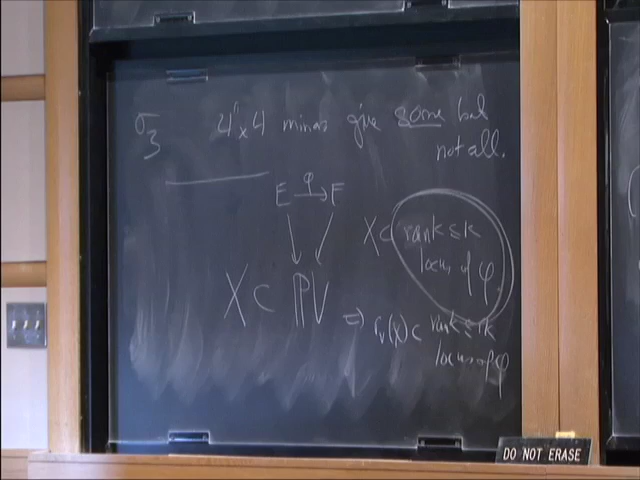 σ₃ 4×4 minors give some but
not all.
E →φ F
X ⊂ rank ≤ k
locus of φ
X ⊂ ℙV
⇒ (X) ⊂ rank ≤
locus of φ
DO NOT ERASE